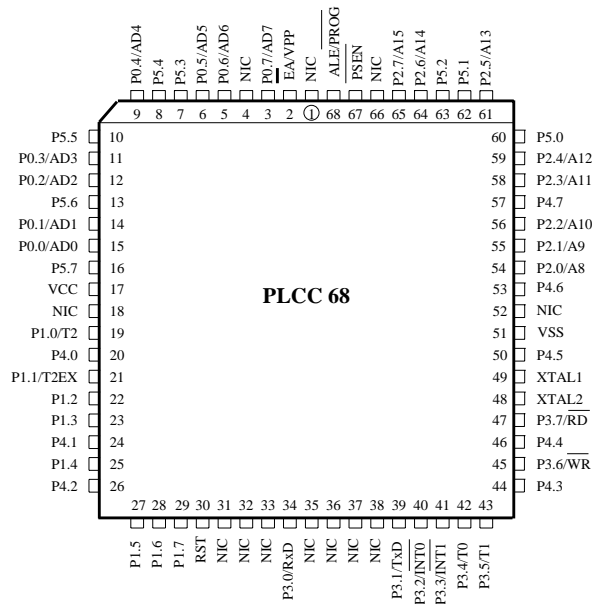 P0.4/AD4
P5.4
P5.3
P0.5/AD5
P0.6/AD6
NIC
P0.7/AD7
EA/VPP
NIC
ALE/PROG
PSEN
NIC
P2.7/A15
P2.6/A14
P5.2
P5.1
P2.5/A13
9 8 7 6 5 4 3 2 1 68 67 66 65 64 63 62 61
P5.5 10
P0.3/AD3 11
P0.2/AD2 12
P5.6 13
P0.1/AD1 14
P0.0/AD0 15
P5.7 16
VCC 17
NIC 18
P1.0/T2 19
P4.0 20
P1.1/T2EX 21
P1.2 22
P1.3 23
P4.1 24
P1.4 25
P4.2 26
PLCC 68
60 P5.0
59 P2.4/A12
58 P2.3/A11
57 P4.7
56 P2.2/A10
55 P2.1/A9
54 P2.0/A8
53 P4.6
52 NIC
51 VSS
50 P4.5
49 XTAL1
48 XTAL2
47 P3.7/RD
46 P4.4
45 P3.6/WR
44 P4.3
27 28 29 30 31 32 33 34 35 36 37 38 39 40 41 42 43
P1.5
P1.6
P1.7
RST
NIC
NIC
NIC
P3.0/RxD
NIC
NIC
NIC
NIC
P3.1/TxD
P3.2/INT0
P3.3/INT1
P3.4/T0
P3.5/T1